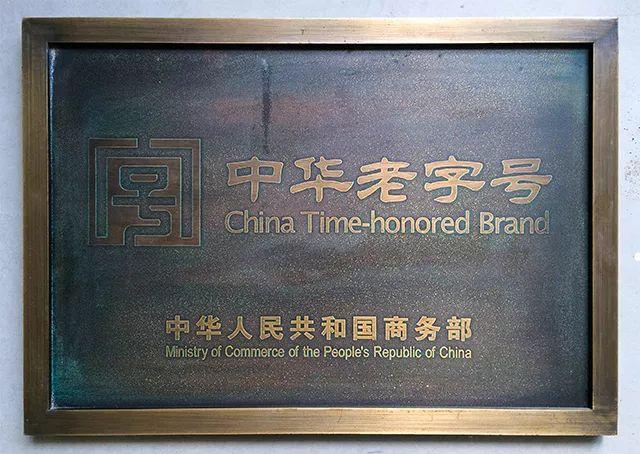 中华老字号
China Time-honored Brand
中华人民共和国商务部
Ministry of Commerce of the People's Republic of China